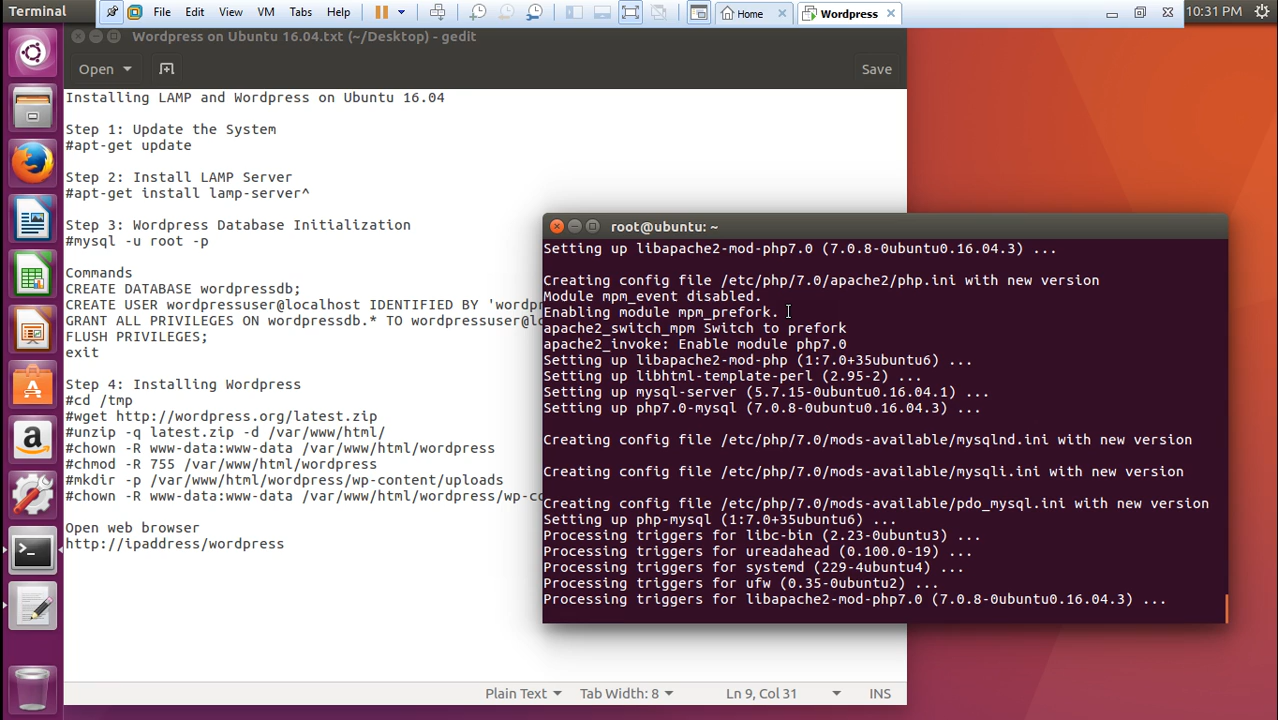 Terminal
File Edit View VM Tabs Help
Home
Wordpress
10:31 PM
Wordpress on Ubuntu 16.04.txt (~/Desktop) - gedit
Open
Save
Installing LAMP and Wordpress on Ubuntu 16.04
Step 1: Update the System
#apt-get update
Step 2: Install LAMP Server
#apt-get install lamp-server^
Step 3: Wordpress Database Initialization
#mysql -u root -p
Commands
CREATE DATABASE wordpressdb;
CREATE USER wordpressuser@localhost IDENTIFIED BY 'wordpr
GRANT ALL PRIVILEGES ON wordpressdb.* TO wordpressuser@lo
FLUSH PRIVILEGES;
exit
Step 4: Installing Wordpress
#cd /tmp
#wget http://wordpress.org/latest.zip
#unzip -q latest.zip -d /var/www/html/
#chown -R www-data:www-data /var/www/html/wordpress
#chmod -R 755 /var/www/html/wordpress
#mkdir -p /var/www/html/wordpress/wp-content/uploads
#chown -R www-data:www-data /var/www/html/wordpress/wp-co
Open web browser
http://ipaddress/wordpress
Plain Text Tab Width: 8 Ln 9, Col 31 INS
root@ubuntu: ~
Setting up libapache2-mod-php7.0 (7.0.8-0ubuntu0.16.04.3) ...
Creating config file /etc/php/7.0/apache2/php.ini with new version
Module mpm_event disabled.
Enabling module mpm_prefork.
apache2_switch_mpm Switch to prefork
apache2_invoke: Enable module php7.0
Setting up libapache2-mod-php (1:7.0+35ubuntu6) ...
Setting up libhtml-template-perl (2.95-2) ...
Setting up mysql-server (5.7.15-0ubuntu0.16.04.1) ...
Setting up php7.0-mysql (7.0.8-0ubuntu0.16.04.3) ...
Creating config file /etc/php/7.0/mods-available/mysqlnd.ini with new version
Creating config file /etc/php/7.0/mods-available/mysqli.ini with new version
Creating config file /etc/php/7.0/mods-available/pdo_mysql.ini with new version
Setting up php-mysql (1:7.0+35ubuntu6) ...
Processing triggers for libc-bin (2.23-0ubuntu3) ...
Processing triggers for ureadahead (0.100.0-19) ...
Processing triggers for systemd (229-4ubuntu4) ...
Processing triggers for ufw (0.35-0ubuntu2) ...
Processing triggers for libapache2-mod-php7.0 (7.0.8-0ubuntu0.16.04.3) ...